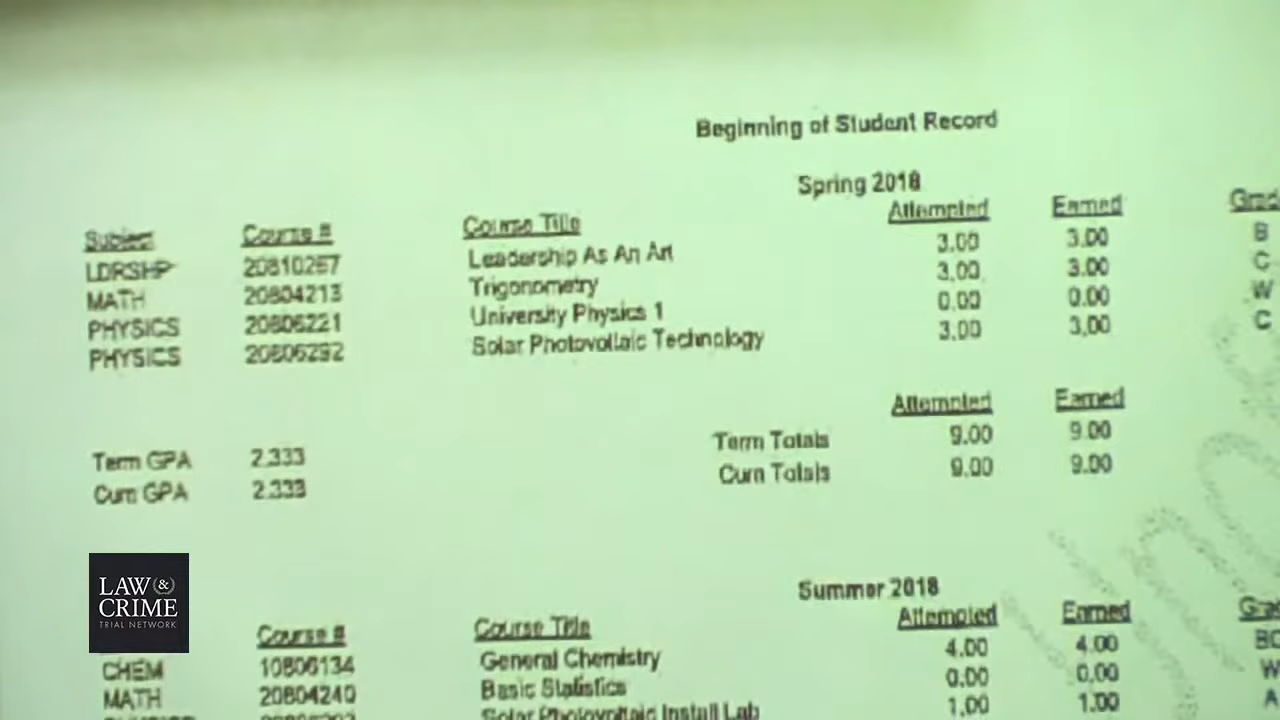 Beginning of Student Record
Spring 2018
Subject Course # Course Title Attempted Earned
LDRSHP 20810267 Leadership As An Art 3.00 3.00 B
MATH 20804213 Trigonometry 3.00 3.00 C
PHYSICS 20806221 University Physics 1 0.00 0.00 W
PHYSICS 20806292 Solar Photovoltaic Technology 3.00 3.00 C
Attempted Earned
Term GPA 2.333 Term Totals 9.00 9.00
Cum GPA 2.333 Cum Totals 9.00 9.00
Summer 2018
Course # Course Title Attempted Earned
CHEM 10806134 General Chemistry 4.00 4.00 BC
MATH 20804240 Basic Statistics 0.00 0.00 W
Solar Photovoltaic Install Lab 1.00 1.00 A
LAW &
CRIME
TRIAL NETWORK